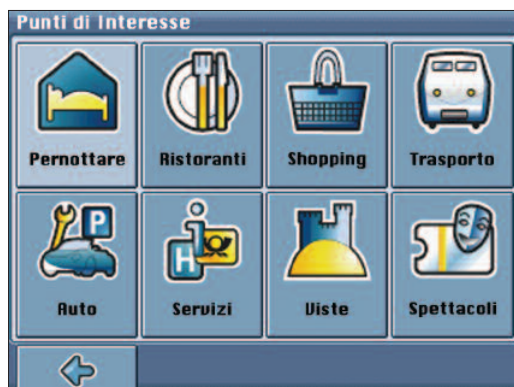 Punti di Interesse
Pernottare Ristoranti Shopping Trasporto
P
H
Auto Servizi Viste Spettacoli